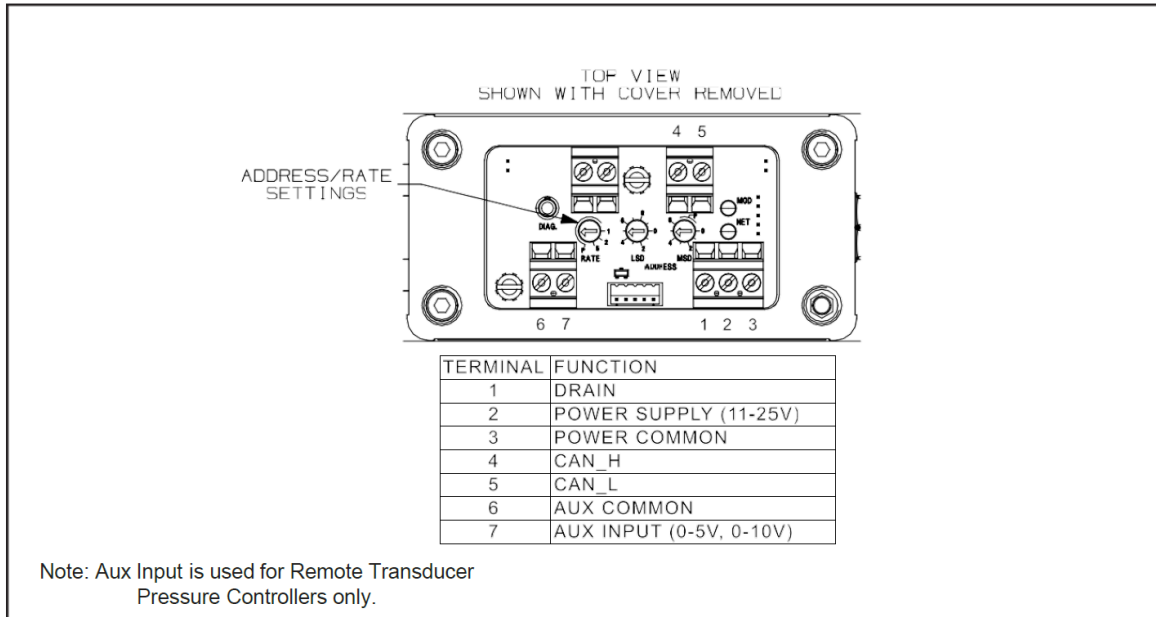 TOP VIEW
SHOWN WITH COVER REMOVED
4 5
ADDRESS/RATE
SETTINGS
MOD
NET
DIAG.
RATE
LSD
MSD
ADDRESS
6 7
1 2 3
TERMINAL FUNCTION
1 DRAIN
2 POWER SUPPLY (11-25V)
3 POWER COMMON
4 CAN_H
5 CAN_L
6 AUX COMMON
7 AUX INPUT (0-5V, 0-10V)
Note: Aux Input is used for Remote Transducer
Pressure Controllers only.